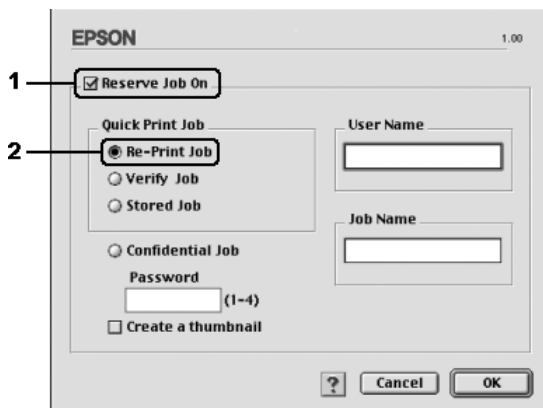 EPSON
1.00
1
Reserve Job On
Quick Print Job
2
Re-Print Job
Verify Job
Stored Job
Confidential Job
Password
(1-4)
Create a thumbnail
User Name
Job Name
?
Cancel
OK